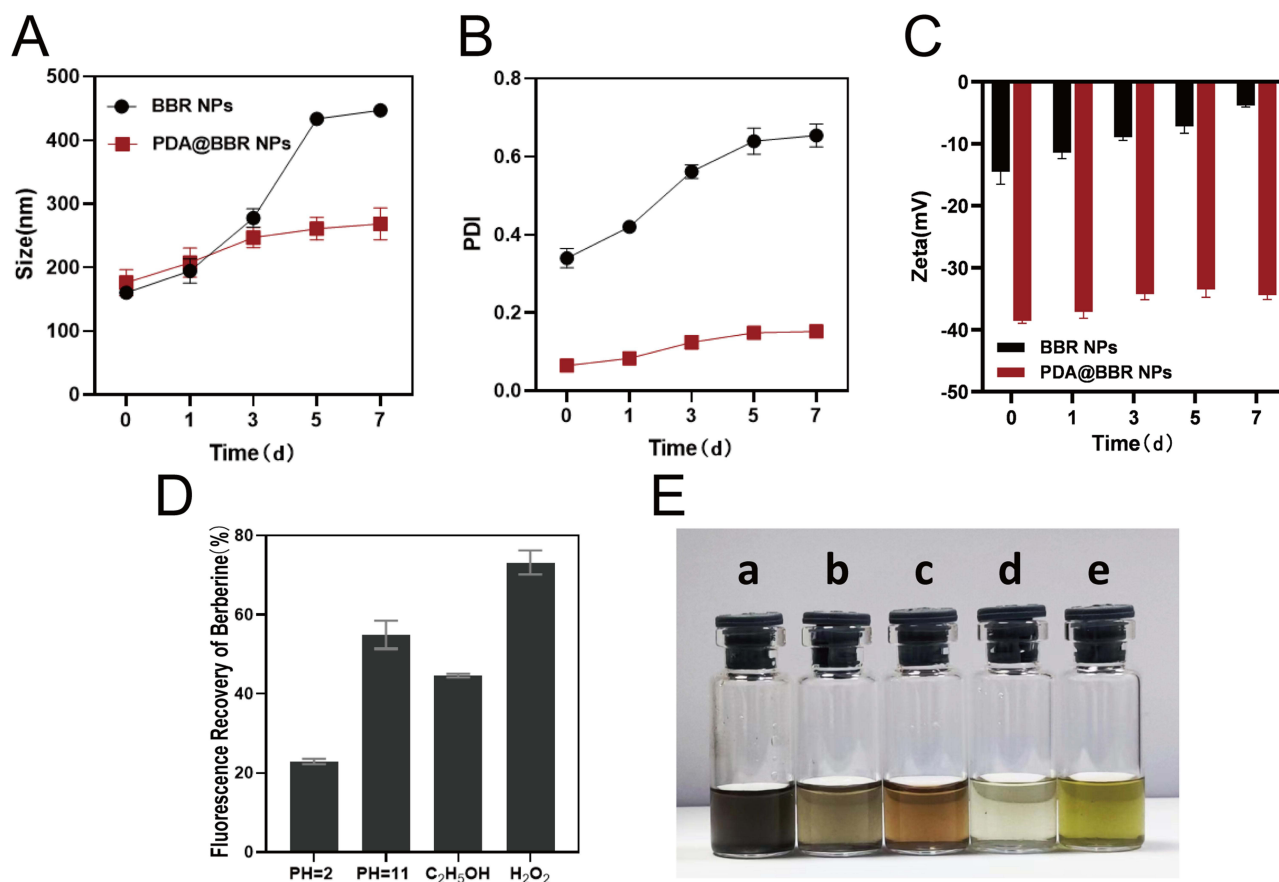 A
Size(nm)
500
400
300
200
100
0
BBR NPs
PDA@BBR NPs
0 1 3 5 7
Time(d)
B
PDI
0.8
0.6
0.4
0.2
0.0
0 1 3 5 7
Time(d)
C
Zeta(mV)
0
-10
-20
-30
-40
-50
BBR NPs
PDA@BBR NPs
0 1 3 5 7
Time(d)
D
Fluorescence Recovery of Berberine(%)
80
60
40
20
0
PH=2 PH=11 C₂H₅OH H₂O₂
E
a b c d e